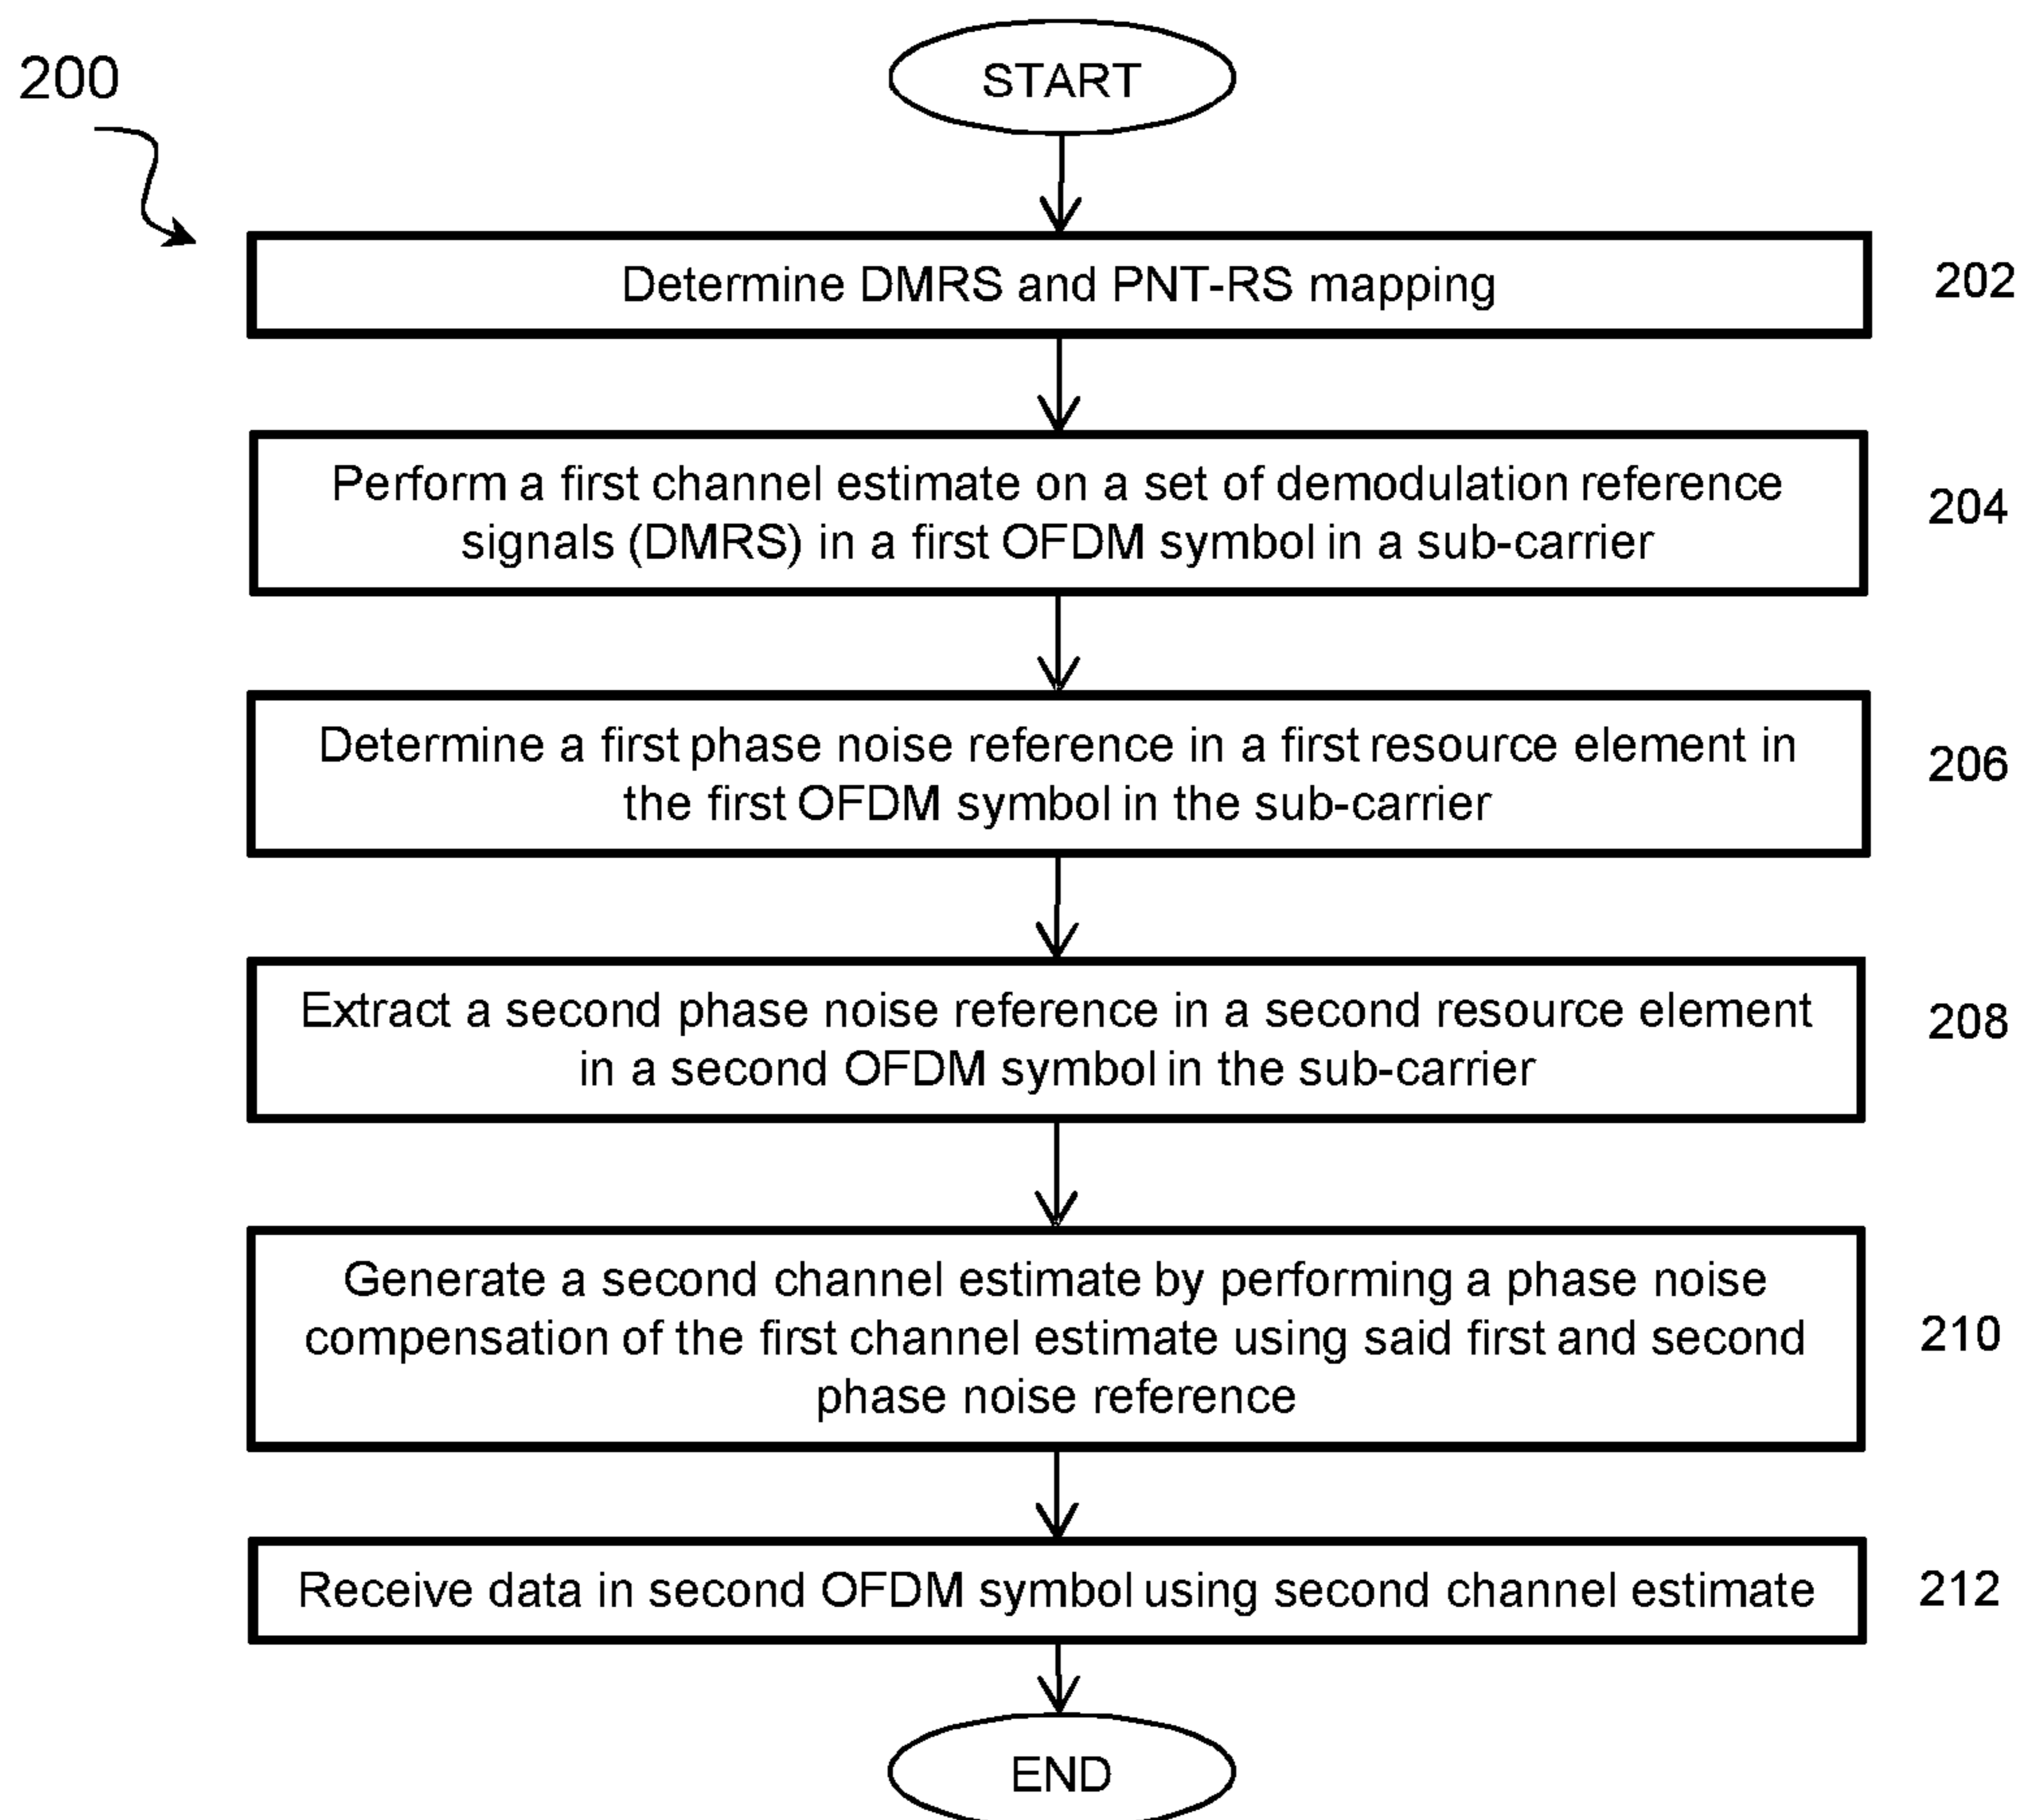 200
START
Determine DMRS and PNT-RS mapping
202
Perform a first channel estimate on a set of demodulation reference
signals (DMRS) in a first OFDM symbol in a sub-carrier
204
Determine a first phase noise reference in a first resource element in
the first OFDM symbol in the sub-carrier
206
Extract a second phase noise reference in a second resource element
in a second OFDM symbol in the sub-carrier
208
Generate a second channel estimate by performing a phase noise
compensation of the first channel estimate using said first and second
phase noise reference
210
Receive data in second OFDM symbol using second channel estimate
212
END